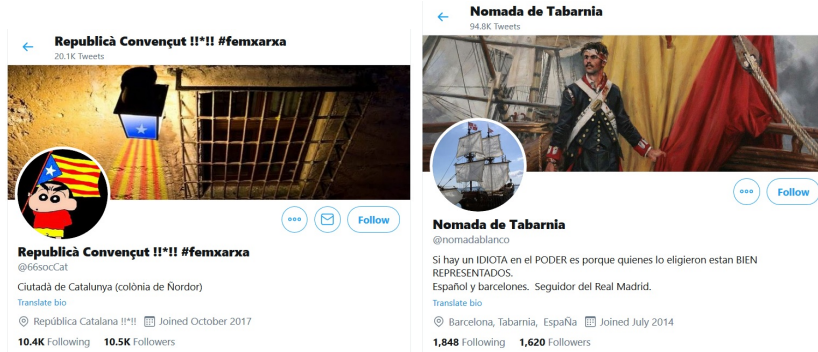 Republicà Convençut !!*!! #femxarxa
20.1K Tweets
Follow
Republicà Convençut !!*!! #femxarxa
@66socCat
Ciutadà de Catalunya (colònia de Ñordor)
Translate bio
República Catalana !!*!! Joined October 2017
10.4K Following 10.5K Followers
Nomada de Tabarnia
94.8K Tweets
Follow
Nomada de Tabarnia
@nomadablanco
Si hay un IDIOTA en el PODER es porque quienes lo eligieron estan BIEN
REPRESENTADOS.
Español y barcelones. Seguidor del Real Madrid.
Translate bio
Barcelona, Tabarnia, EspaÑa Joined July 2014
1,848 Following 1,620 Followers